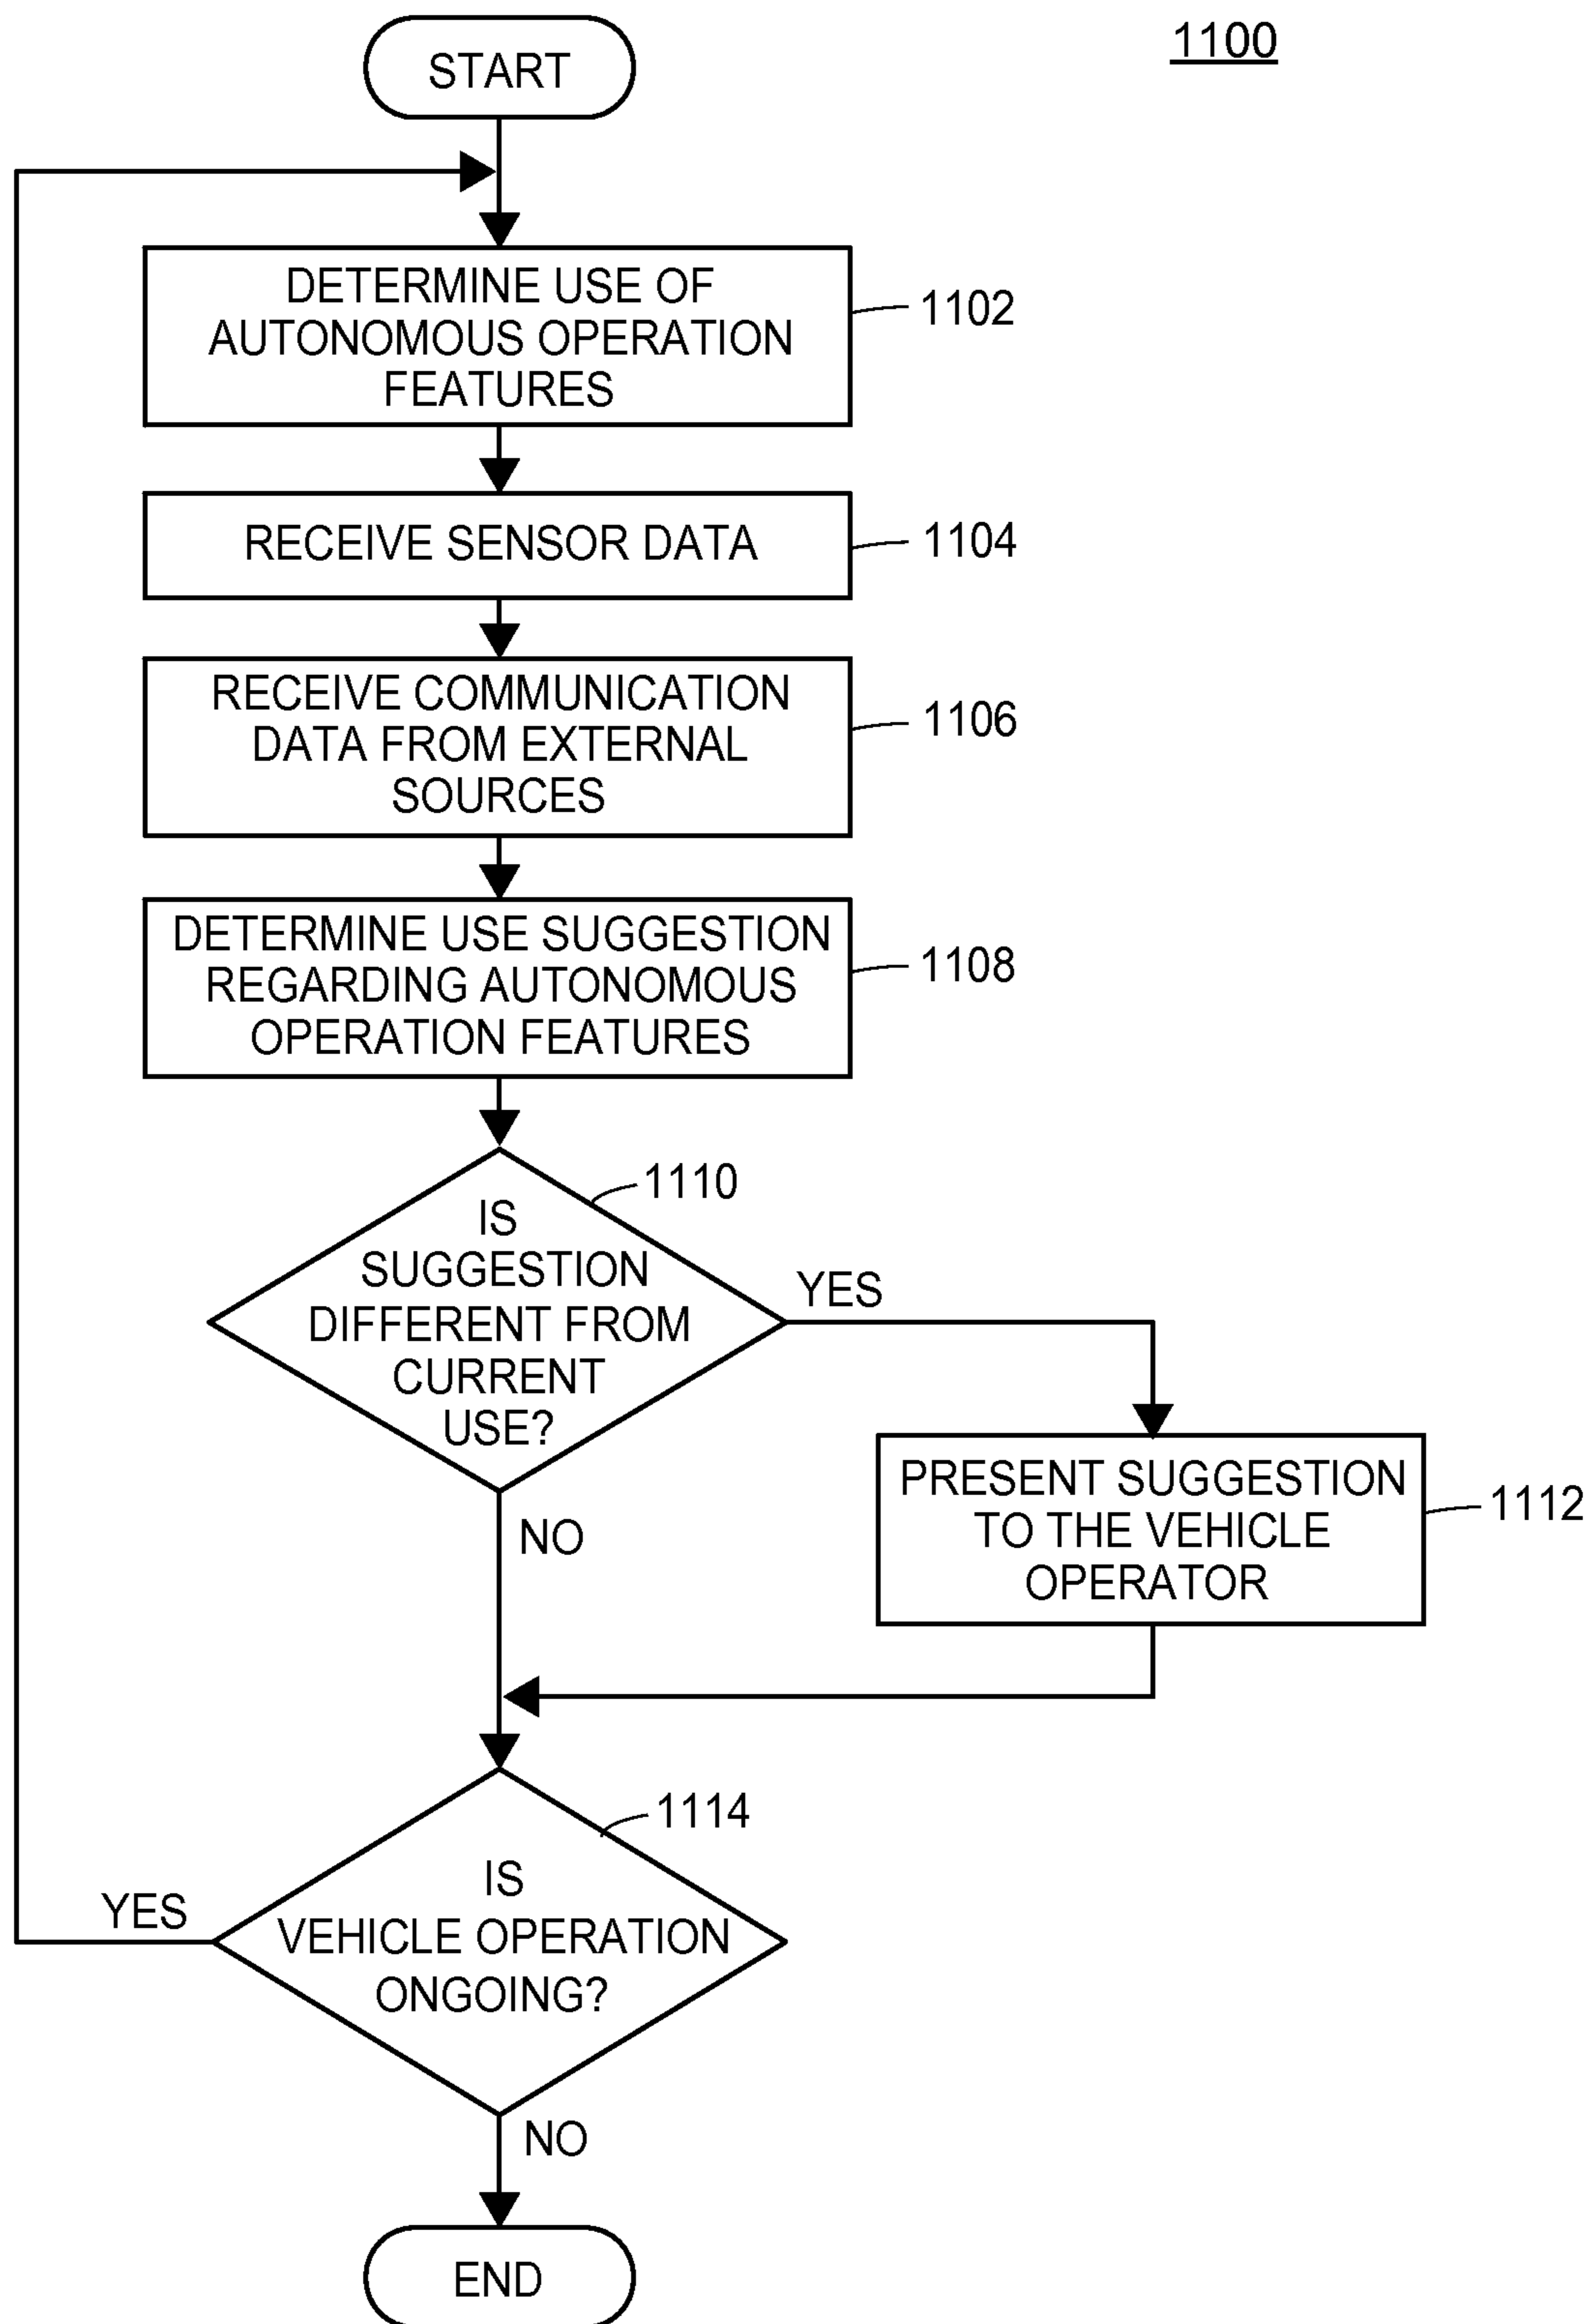 1100
START
DETERMINE USE OF
AUTONOMOUS OPERATION
FEATURES
1102
RECEIVE SENSOR DATA
1104
RECEIVE COMMUNICATION
DATA FROM EXTERNAL
SOURCES
1106
DETERMINE USE SUGGESTION
REGARDING AUTONOMOUS
OPERATION FEATURES
1108
1110
IS
SUGGESTION
DIFFERENT FROM
CURRENT
USE?
YES
NO
PRESENT SUGGESTION
TO THE VEHICLE
OPERATOR
1112
1114
IS
VEHICLE OPERATION
ONGOING?
YES
NO
END